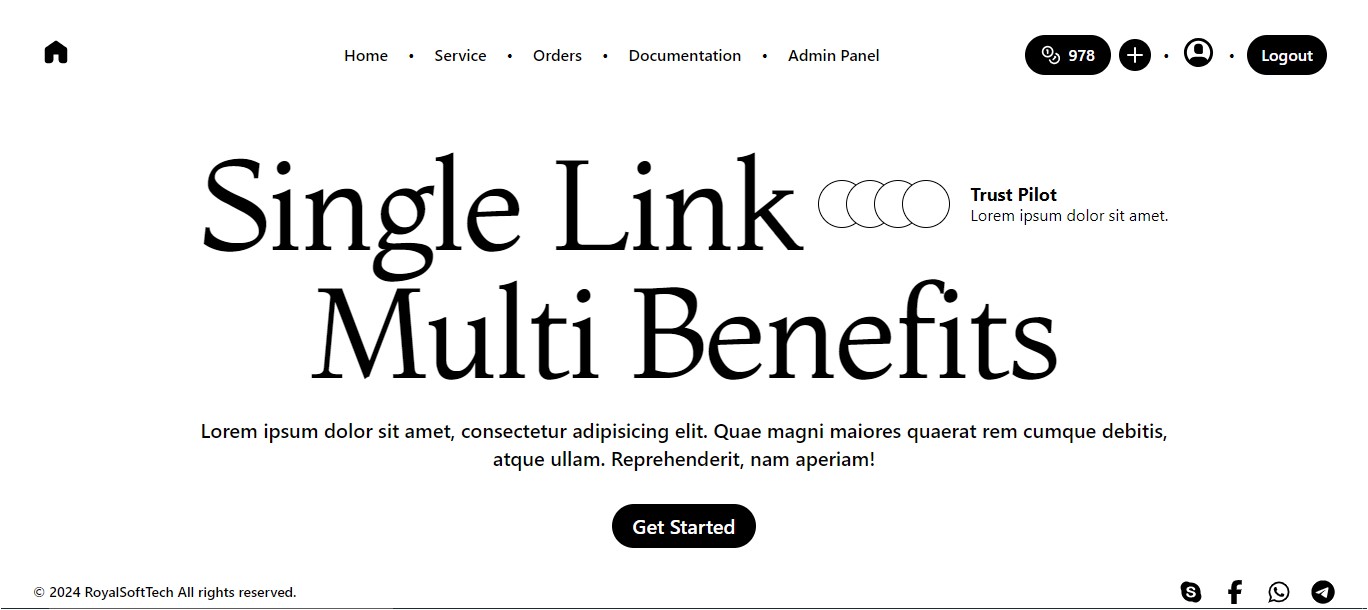 Home • Service • Orders • Documentation • Admin Panel
978 • • Logout
Single Link
Trust Pilot
Lorem ipsum dolor sit amet.
Multi Benefits
Lorem ipsum dolor sit amet, consectetur adipisicing elit. Quae magni maiores quaerat rem cumque debitis,
atque ullam. Reprehenderit, nam aperiam!
Get Started
© 2024 RoyalSoftTech All rights reserved.